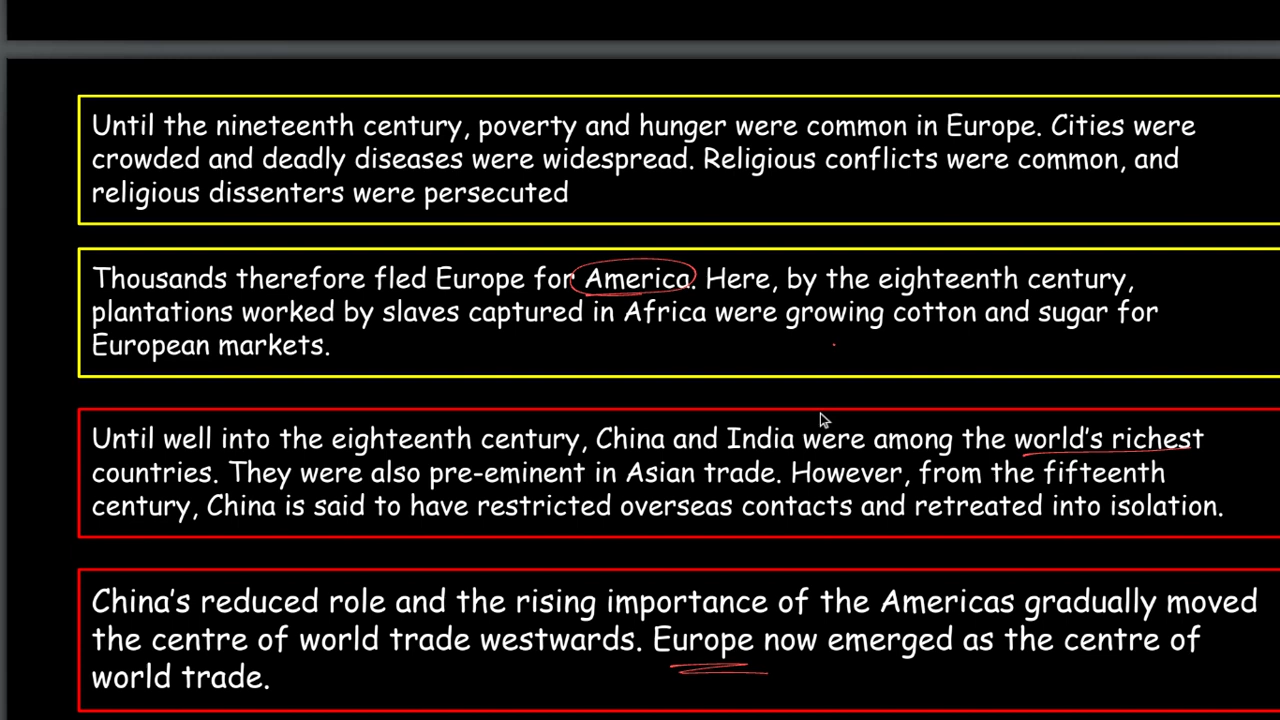 Until the nineteenth century, poverty and hunger were common in Europe. Cities were
crowded and deadly diseases were widespread. Religious conflicts were common, and
religious dissenters were persecuted
Thousands therefore fled Europe for America. Here, by the eighteenth century,
plantations worked by slaves captured in Africa were growing cotton and sugar for
European markets.
Until well into the eighteenth century, China and India were among the world's richest
countries. They were also pre-eminent in Asian trade. However, from the fifteenth
century, China is said to have restricted overseas contacts and retreated into isolation.
China's reduced role and the rising importance of the Americas gradually moved
the centre of world trade westwards. Europe now emerged as the centre of
world trade.